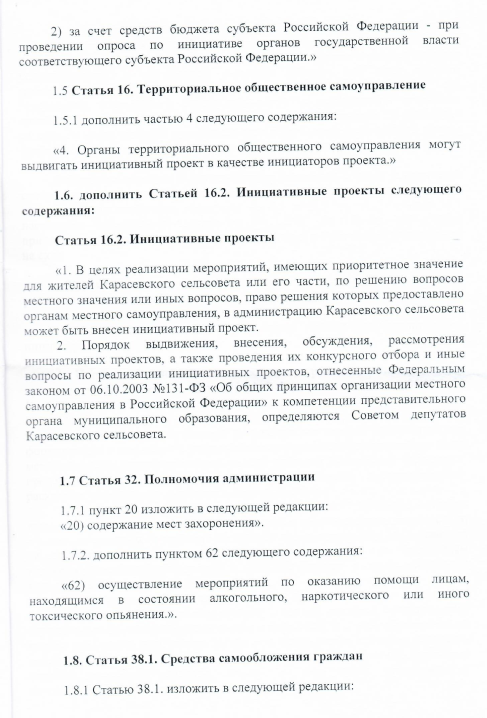 2) за счет средств бюджета субъекта Российской Федерации - при
проведении опроса по инициативе органов государственной власти
соответствующего субъекта Российской Федерации.»
1.5 Статья 16. Территориальное общественное самоуправление
1.5.1 дополнить частью 4 следующего содержания:
«4. Органы территориального общественного самоуправления могут
выдвигать инициативный проект в качестве инициаторов проекта.»
1.6. дополнить Статьей 16.2. Инициативные проекты следующего
содержания:
Статья 16.2. Инициативные проекты
«1. В целях реализации мероприятий, имеющих приоритетное значение
для жителей Карасевского сельсовета или его части, по решению вопросов
местного значения или иных вопросов, право решения которых предоставлено
органам местного самоуправления, в администрацию Карасевского сельсовета
может быть внесен инициативный проект.
2. Порядок выдвижения, внесения, обсуждения, рассмотрения
инициативных проектов, а также проведения их конкурсного отбора и иные
вопросы по реализации инициативных проектов, отнесенные Федеральным
законом от 06.10.2003 №131-ФЗ «Об общих принципах организации местного
самоуправления в Российской Федерации» к компетенции представительного
органа муниципального образования, определяются Советом депутатов
Карасевского сельсовета.
1.7 Статья 32. Полномочия администрации
1.7.1 пункт 20 изложить в следующей редакции:
«20) содержание мест захоронения».
1.7.2. дополнить пунктом 62 следующего содержания:
«62) осуществление мероприятий по оказанию помощи лицам,
находящимся в состоянии алкогольного, наркотического или иного
токсического опьянения.».
1.8. Статья 38.1. Средства самообложения граждан
1.8.1 Статью 38.1. изложить в следующей редакции: